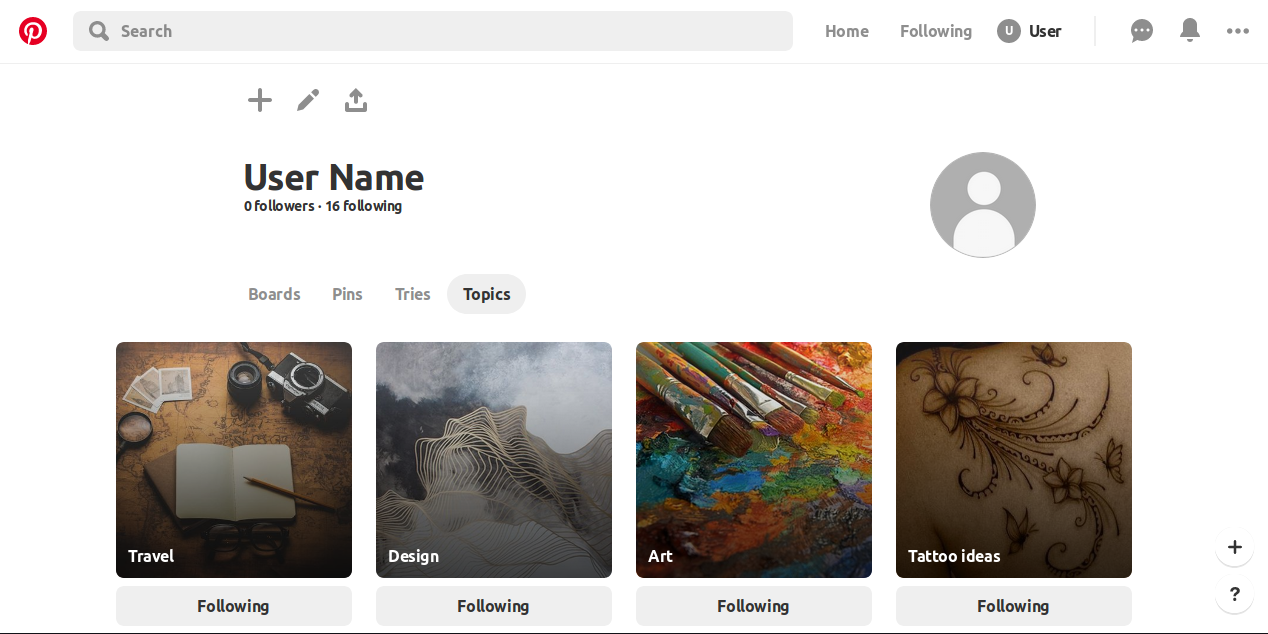 Search
Home
Following
U
User
User Name
0 followers · 16 following
Boards
Pins
Tries
Topics
Travel
Design
Art
Tattoo ideas
Following
Following
Following
Following
+
?